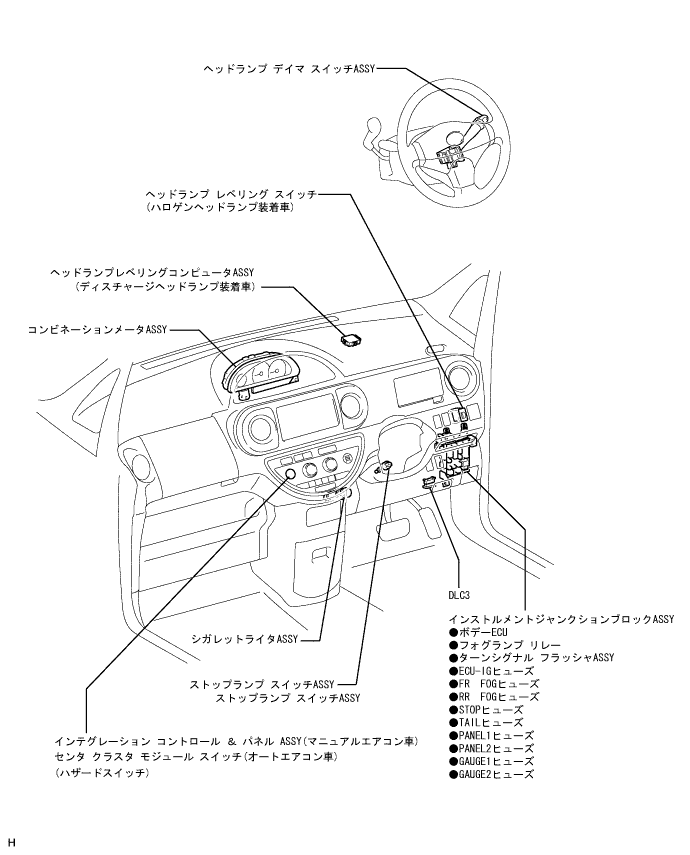 ヘッドランプ デイマ スイッチASSY
ヘッドランプ レベリング スイッチ
(ハロゲンヘッドランプ装着車)
ヘッドランプレベリングコンピュータASSY
(ディスチャージヘッドランプ装着車)
コンビネーションメータASSY
DLC3
インストルメントジャンクションブロックASSY
●ボデーECU
●フォグランプ リレー
●ターンシグナル フラッシャASSY
●ECU-IGヒューズ
●FR FOGヒューズ
●RR FOGヒューズ
●STOPヒューズ
●TAILヒューズ
●PANEL1ヒューズ
●PANEL2ヒューズ
●GAUGE1ヒューズ
●GAUGE2ヒューズ
シガレットライタASSY
ストップランプ スイッチASSY
ストップランプ スイッチASSY
インテグレーション コントロール & パネル ASSY(マニュアルエアコン車)
センタ クラスタ モジュール スイッチ(オートエアコン車)
(ハザードスイッチ)
H